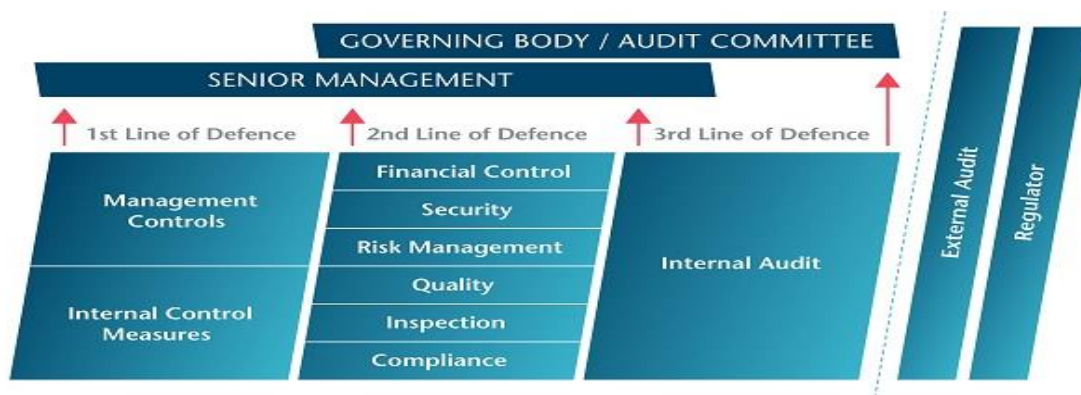 GOVERNING BODY / AUDIT COMMITTEE
SENIOR MANAGEMENT
1st Line of Defence
2nd Line of Defence
3rd Line of Defence
Management
Controls
Internal Control
Measures
Financial Control
Security
Risk Management
Quality
Inspection
Compliance
Internal Audit
External Audit
Regulator